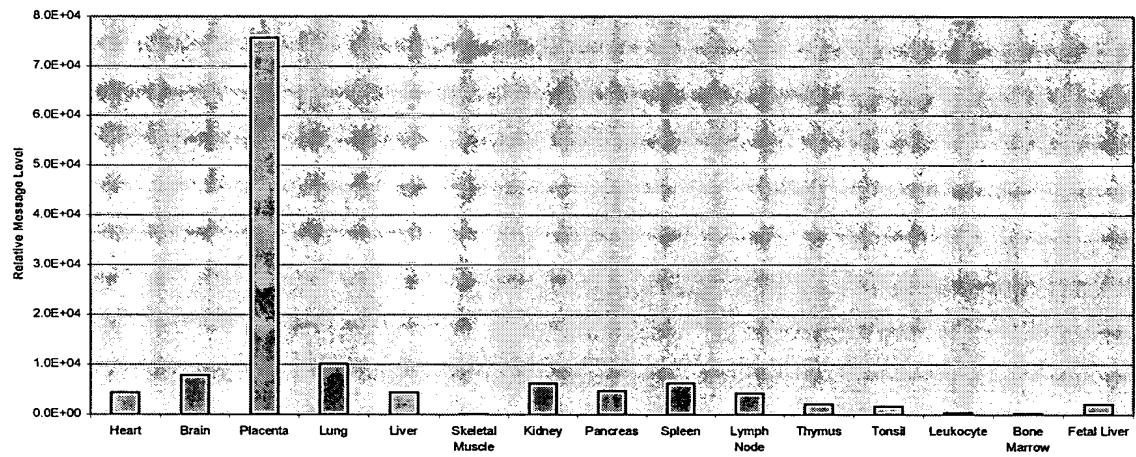 8.0E+04
7.0E+04
6.0E+04
5.0E+04
4.0E+04
3.0E+04
2.0E+04
1.0E+04
0.0E+00
Relative Message Level
Heart Brain Placenta Lung Liver Skeletal Muscle Kidney Pancreas Spleen Lymph Node Thymus Tonsil Leukocyte Bone Marrow Fetal Liver